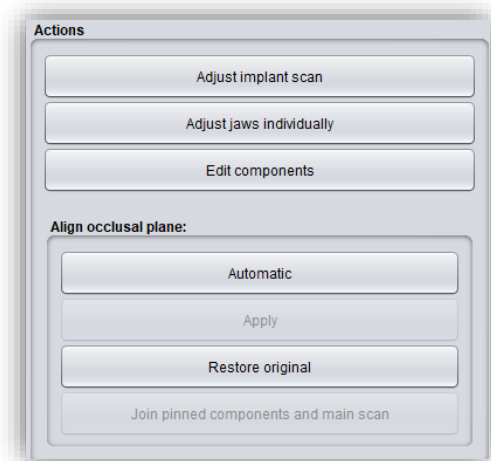 Actions
Adjust implant scan
Adjust jaws individually
Edit components
Align occlusal plane:
Automatic
Apply
Restore original
Join pinned components and main scan